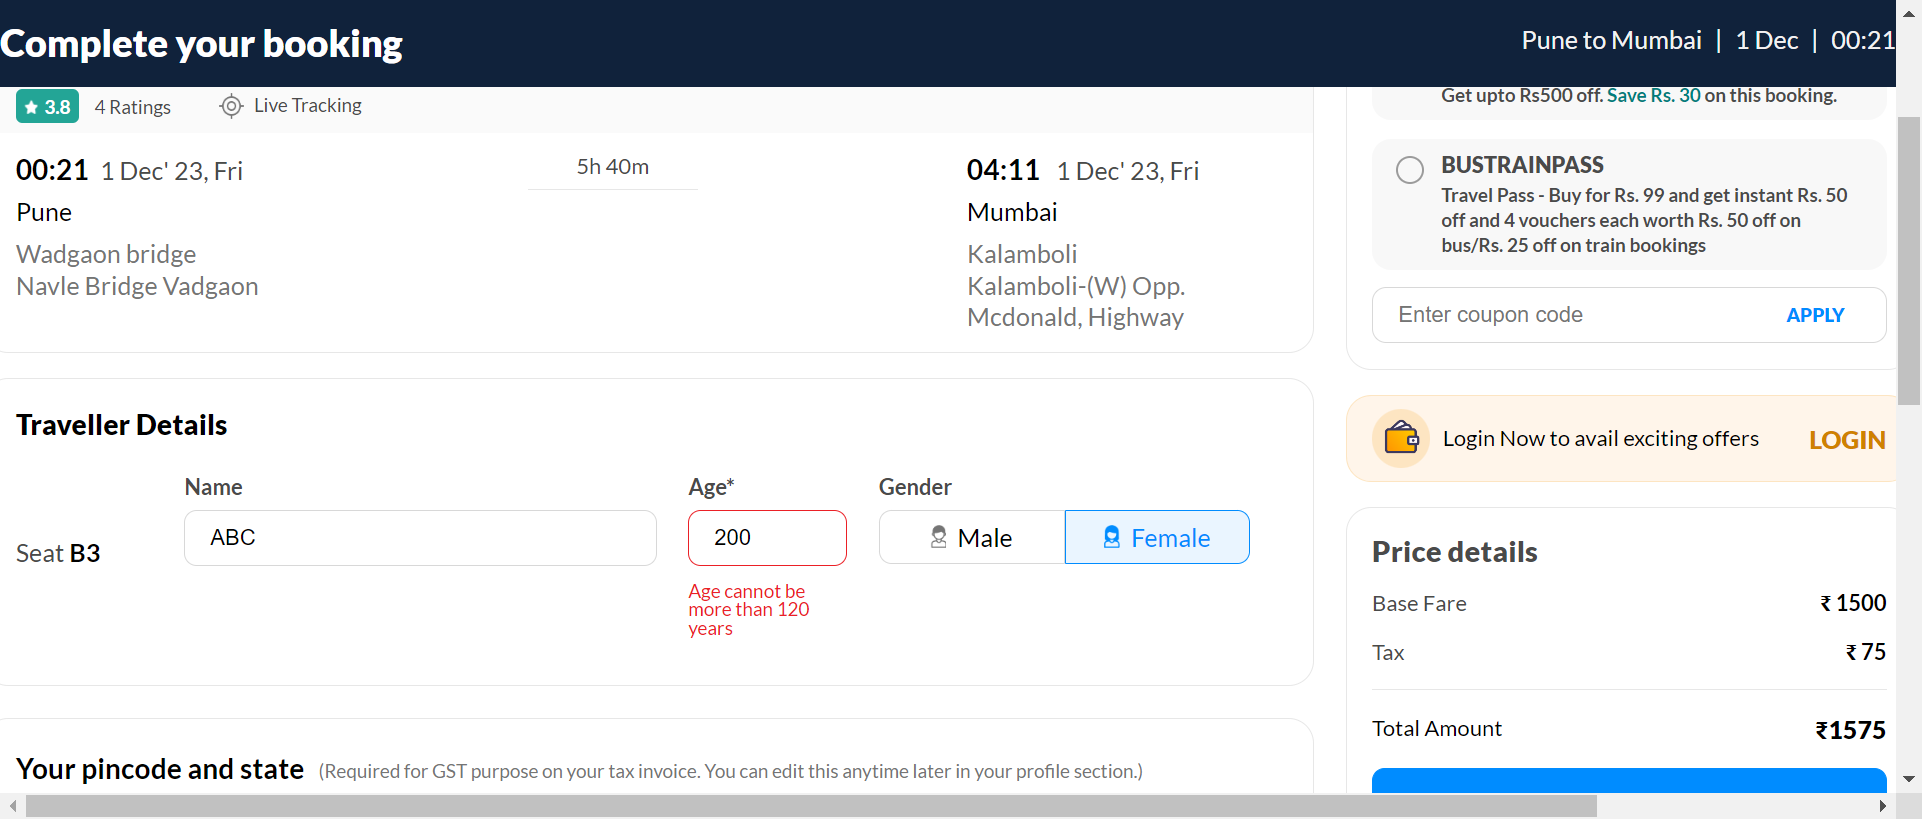 Complete your booking
Pune to Mumbai | 1 Dec | 00:21
3.8 4 Ratings Live Tracking
00:21 1 Dec' 23, Fri
5h 40m
04:11 1 Dec' 23, Fri
Pune
Mumbai
Wadgaon bridge
Navle Bridge Vadgaon
Kalamboli
Kalamboli-(W) Opp.
Mcdonald, Highway
Traveller Details
Name
Age*
Gender
Seat B3
ABC
200
Male
Female
Age cannot be
more than 120
years
Your pincode and state (Required for GST purpose on your tax invoice. You can edit this anytime later in your profile section.)
Get upto Rs500 off. Save Rs. 30 on this booking.
BUSTRAINPASS
Travel Pass - Buy for Rs. 99 and get instant Rs. 50
off and 4 vouchers each worth Rs. 50 off on
bus/Rs. 25 off on train bookings
Enter coupon code APPLY
Login Now to avail exciting offers LOGIN
Price details
Base Fare ₹ 1500
Tax ₹ 75
Total Amount ₹1575